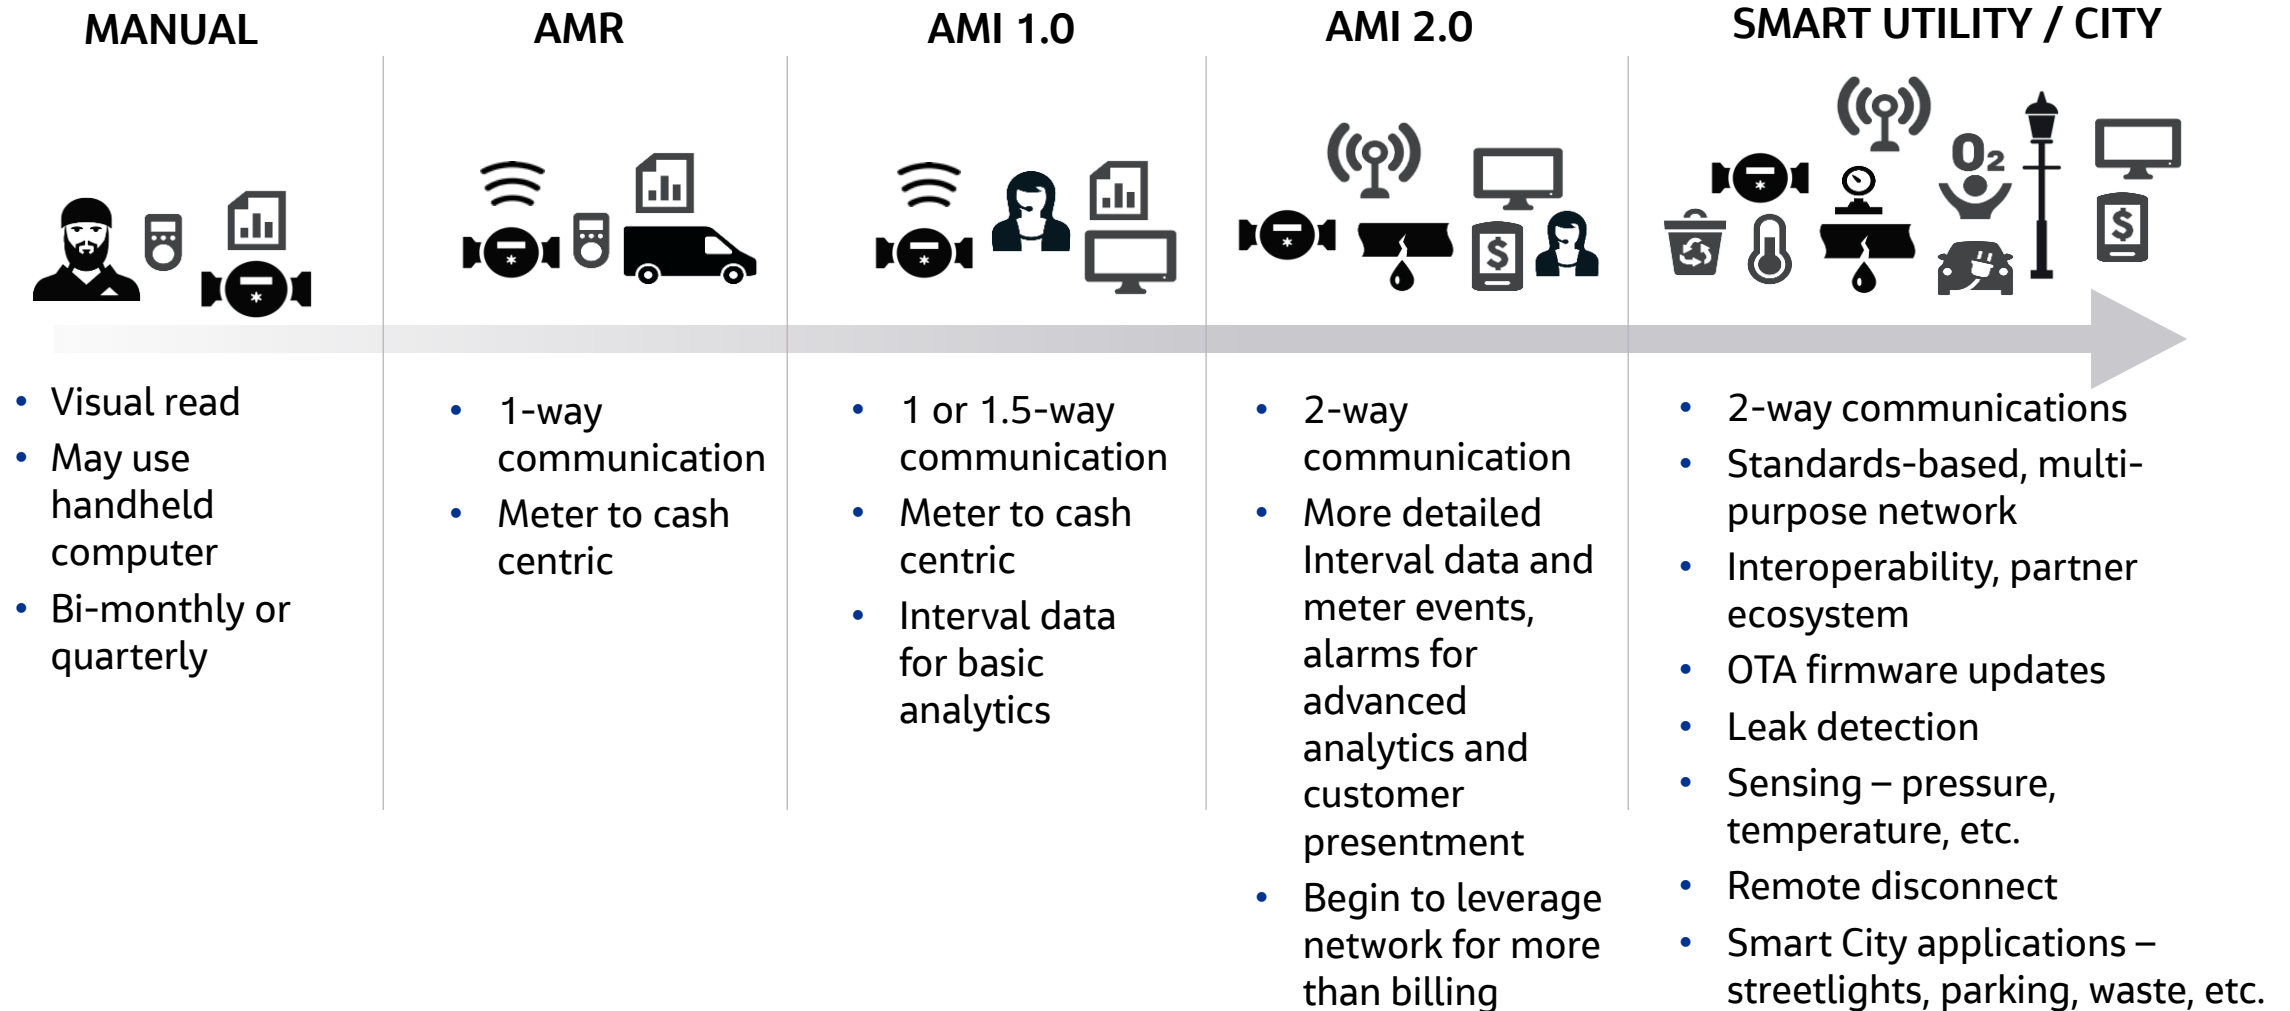 MANUAL
AMR
AMI 1.0
AMI 2.0
SMART UTILITY / CITY
O2
$
$
• Visual read
• May use
handheld
computer
• Bi-monthly or
quarterly
• 1-way
communication
• Meter to cash
centric
• 1 or 1.5-way
communication
• Meter to cash
centric
• Interval data
for basic
analytics
• 2-way
communication
• More detailed
Interval data and
meter events,
alarms for
advanced
analytics and
customer
presentment
• Begin to leverage
network for more
than billing
• 2-way communications
• Standards-based, multi-
purpose network
• Interoperability, partner
ecosystem
• OTA firmware updates
• Leak detection
• Sensing – pressure,
temperature, etc.
• Remote disconnect
• Smart City applications –
streetlights, parking, waste, etc.